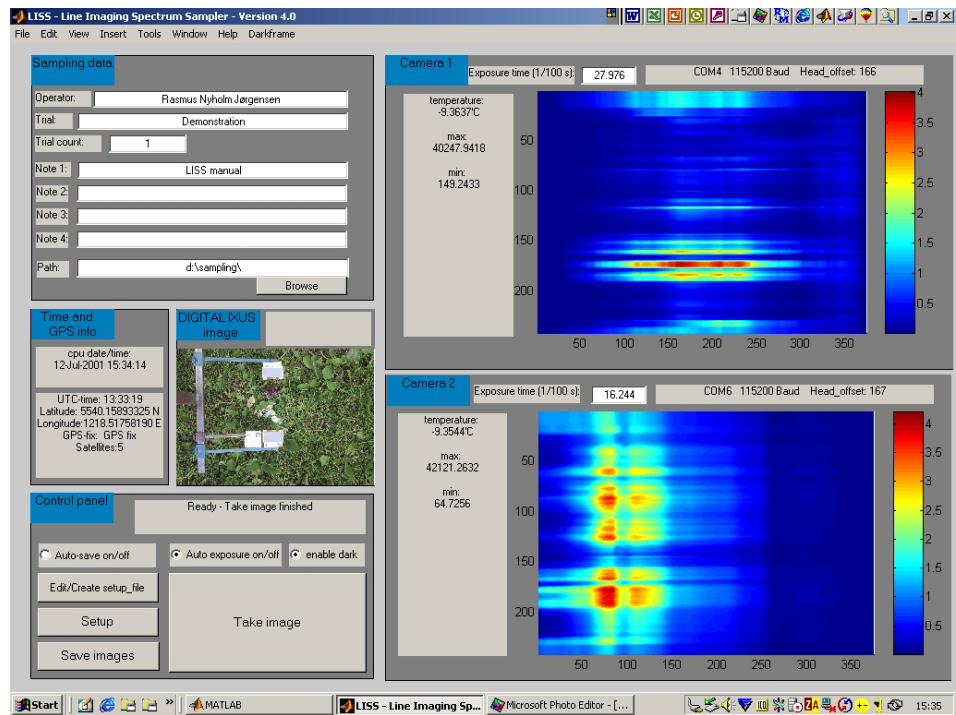 LISS - Line Imaging Spectrum Sampler - Version 4.0
File Edit View Insert Tools Window Help Darkframe
Sampling data
Operator: Rasmus Nyholm Jørgensen
Trial: Demonstration
Trial count: 1
Note 1: LISS manual
Note 2:
Note 3:
Note 4:
Path: d:\sampling\
Browse
Time and
GPS info
cpu date/time:
12-Jul-2001 15:34:14
UTC-time: 13:33:19
Latitude: 5540.15893325 N
Longitude:1218.51758190 E
GPS-fix: GPS fix
Satellites:5
DIGITAL IXUS
image
Control panel
Ready - Take image finished
Auto-save on/off
Auto exposure on/off
enable dark
Edit/Create setup_file
Setup
Save images
Take image
Camera 1
Exposure time (1/100 s): 27.976
COM4 115200 Baud Head_offset: 166
temperature:
-9.3637°C
max:
40247.9418
min:
149.2433
50
100
150
200
50 100 150 200 250 300 350
4
3.5
3
2.5
2
1.5
1
0.5
Camera 2
Exposure time (1/100 s): 16.244
COM6 115200 Baud Head_offset: 167
temperature:
-9.3544°C
max:
42121.2632
min:
64.7256
50
100
150
200
50 100 150 200 250 300 350
4
3.5
3
2.5
2
1.5
1
0.5
Start
MATLAB
LISS - Line Imaging Sp...
Microsoft Photo Editor - [...
15:35